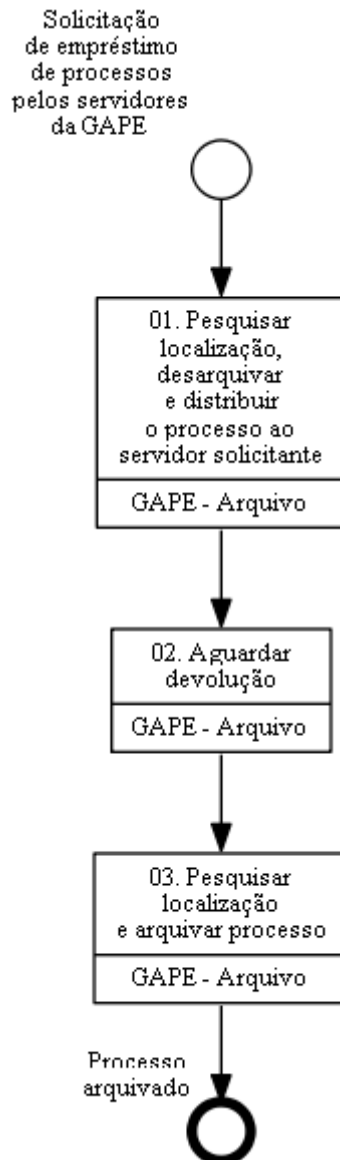 Solicitação
de empréstimo
de processos
pelos servidores
da GAPE
01. Pesquisar
localização,
desarquivar
e distribuir
o processo ao
servidor solicitante
GAPE - Arquivo
02. Aguardar
devolução
GAPE - Arquivo
03. Pesquisar
localização
e arquivar processo
GAPE - Arquivo
Processo
arquivado